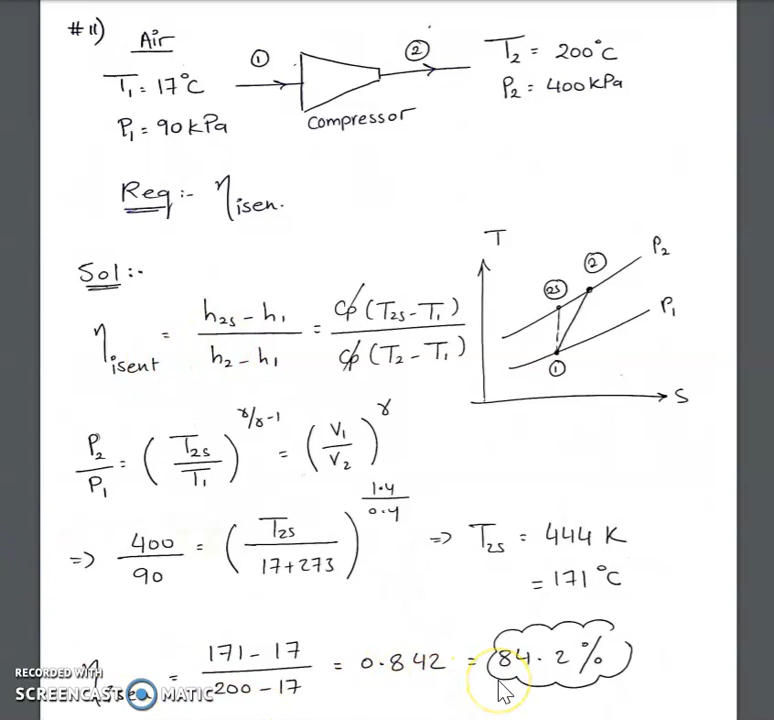 #11) Air
T₁ = 17°C
P₁ = 90 kPa
① ②
Compressor
T₂ = 200°C
P₂ = 400 kPa
Req:- ηisen.
Sol:-
ηisent = (h₂s - h₁)/(h₂ - h₁) = cp(T₂s - T₁)/cp(T₂ - T₁)
T
②s ②
P₂
P₁
①
S
P₂/P₁ = (T₂s/T₁)^(γ/γ-1) = (V₁/V₂)^γ
=> 400/90 = (T₂s/(17+273))^(1.4/0.4) => T₂s = 444 K
= 171°C
= (171 - 17)/(200 - 17) = 0.842 = 84.2%
RECORDED WITH
SCREENCAST MATIC